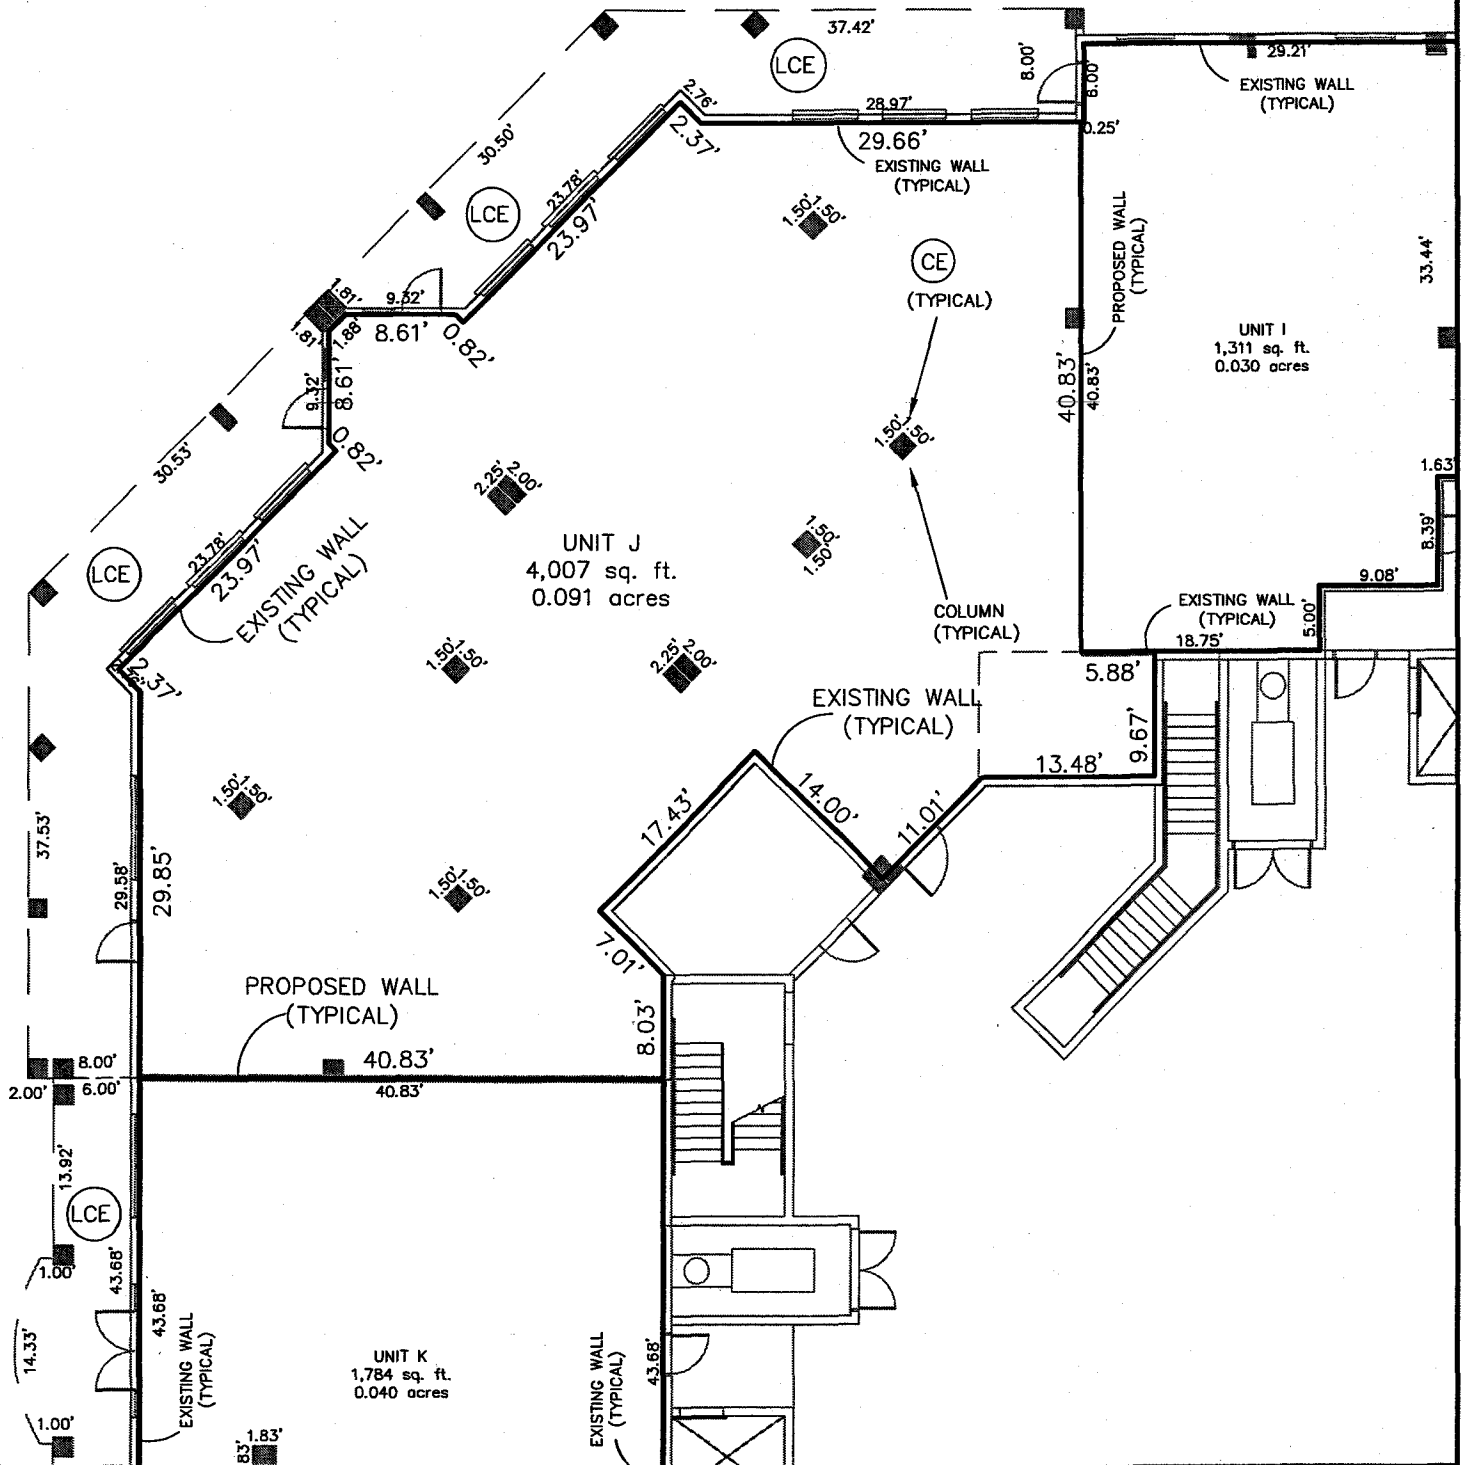 37.42'
LCE
8.00'
8.00'
29.21'
EXISTING WALL
(TYPICAL)
2.76'
2.37'
28.97'
29.66'
0.25'
EXISTING WALL
(TYPICAL)
30.50'
23.78'
23.97'
LCE
1.50'
1.50'
CE
(TYPICAL)
PROPOSED WALL
(TYPICAL)
33.44'
1.81'
1.81'
1.88'
9.32'
8.61'
0.82'
UNIT I
1,311 sq. ft.
0.030 acres
9.32'
8.61'
0.82'
40.83'
40.83'
1.50'
1.50'
30.53'
2.25'
2.00'
1.63'
8.39'
1.50'
1.50'
UNIT J
4,007 sq. ft.
0.091 acres
LCE
23.78'
23.97'
EXISTING WALL
(TYPICAL)
COLUMN
(TYPICAL)
9.08'
5.00'
EXISTING WALL
(TYPICAL)
18.75'
5.88'
2.37'
1.50'
1.50'
2.25'
2.00'
EXISTING WALL
(TYPICAL)
9.67'
13.48'
14.00'
11.01'
17.43'
1.50'
1.50'
37.53'
29.58'
29.85'
1.50'
1.50'
7.01'
8.03'
PROPOSED WALL
(TYPICAL)
40.83'
40.83'
8.00'
2.00'
6.00'
13.92'
LCE
1.00'
43.68'
43.68'
14.33'
EXISTING WALL
(TYPICAL)
UNIT K
1,784 sq. ft.
0.040 acres
EXISTING WALL
(TYPICAL)
43.68'
1.00'
1.83'